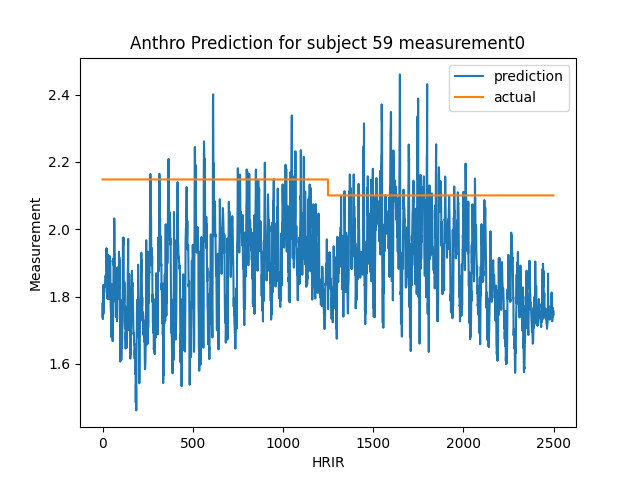 Anthro Prediction for subject 59 measurement0
prediction
actual
2.4
2.2
2.0
1.8
1.6
Measurement
0
500
1000
1500
2000
2500
HRIR